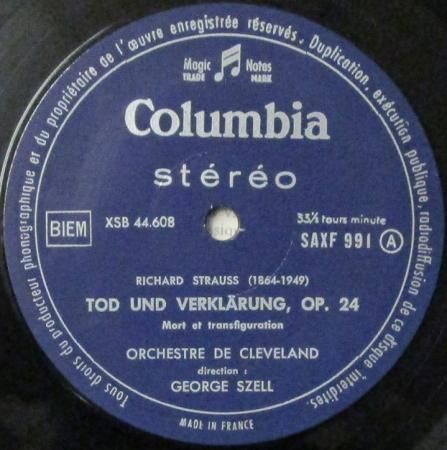 Tous droits du producteur phonographique et du propriétaire de l'œuvre enregistrée réservés. Duplication, exécution publique, radiodiffusion de ce disque interdites.
Magic Notes
TRADE MARK
Columbia
stéréo
BIEM XSB 44.608 33⅓ tours minute
SAXF 991 A
RICHARD STRAUSS (1864-1949)
TOD UND VERKLÄRUNG, OP. 24
Mort et transfiguration
ORCHESTRE DE CLEVELAND
direction :
GEORGE SZELL
MADE IN FRANCE